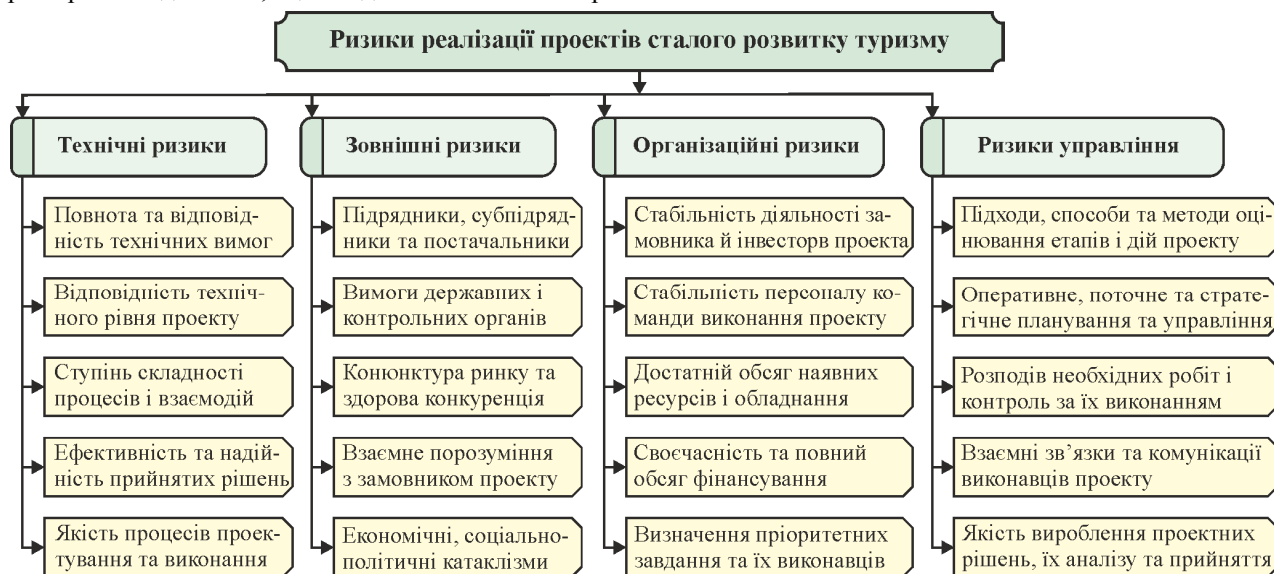 Ризики реалізації проектів сталого розвитку туризму
Технічні ризики
Повнота та відповід-
ність технічних вимог
Відповідність техніч-
ного рівня проекту
Ступінь складності
процесів і взаємодій
Ефективність та надій-
ність прийнятих рішень
Якість процесів проек-
тування та виконання
Зовнішні ризики
Підрядники, субпідряд-
ники та постачальники
Вимоги державних і
контрольних органів
Конюнктура ринку та
здорова конкуренція
Взаємне порозуміння
з замовником проекту
Економічні, соціально-
політичні катаклізми
Організаційні ризики
Стабільність діяльності за-
мовника й інвесторв проекта
Стабільність персоналу ко-
манди виконання проекту
Достатній обсяг наявних
ресурсів і обладнання
Своєчасність та повний
обсяг фінансування
Визначення пріоритетних
завдання та їх виконавців
Ризики управління
Підходи, способи та методи оці-
нювання етапів і дій проекту
Оперативне, поточне та страте-
гічне планування та управління
Розподів необхідних робіт і
контроль за їх виконанням
Взаємні зв’язки та комунікації
виконавців проекту
Якість вироблення проектних
рішень, їх аналізу та прийняття